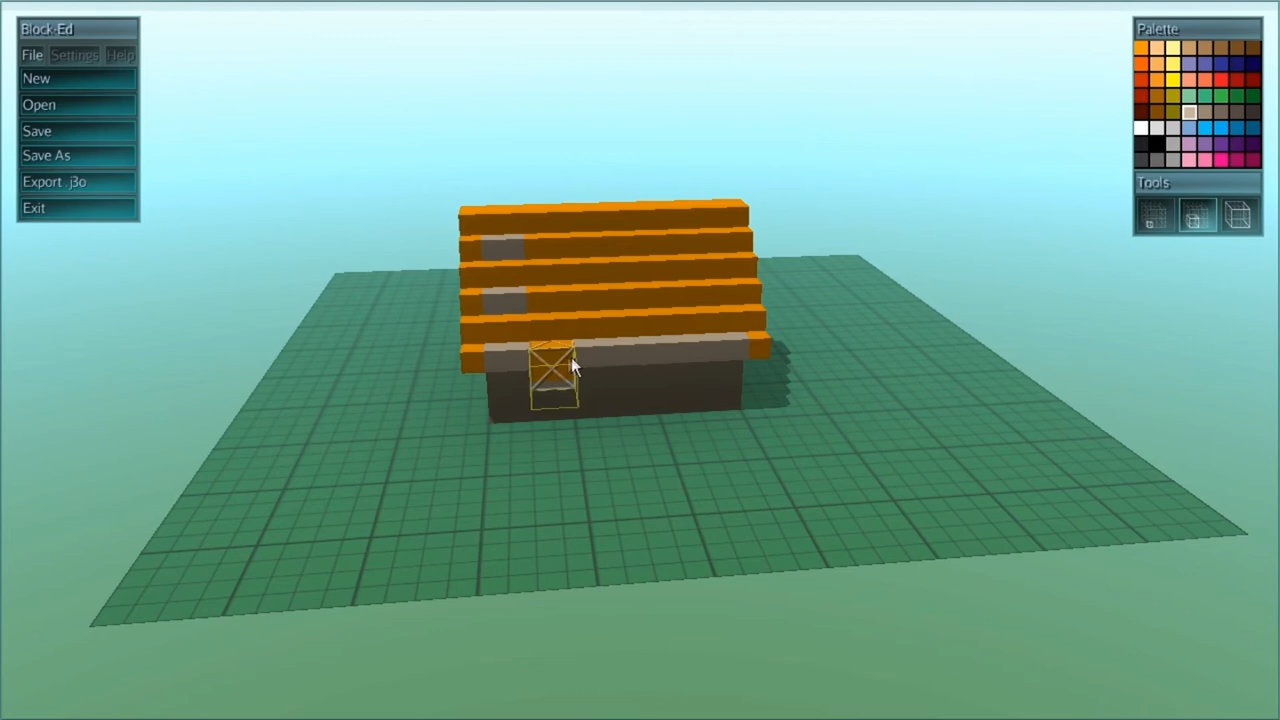 Block-Ed
File Settings Help
New
Open
Save
Save As
Export .j3o
Exit
Palette
Tools